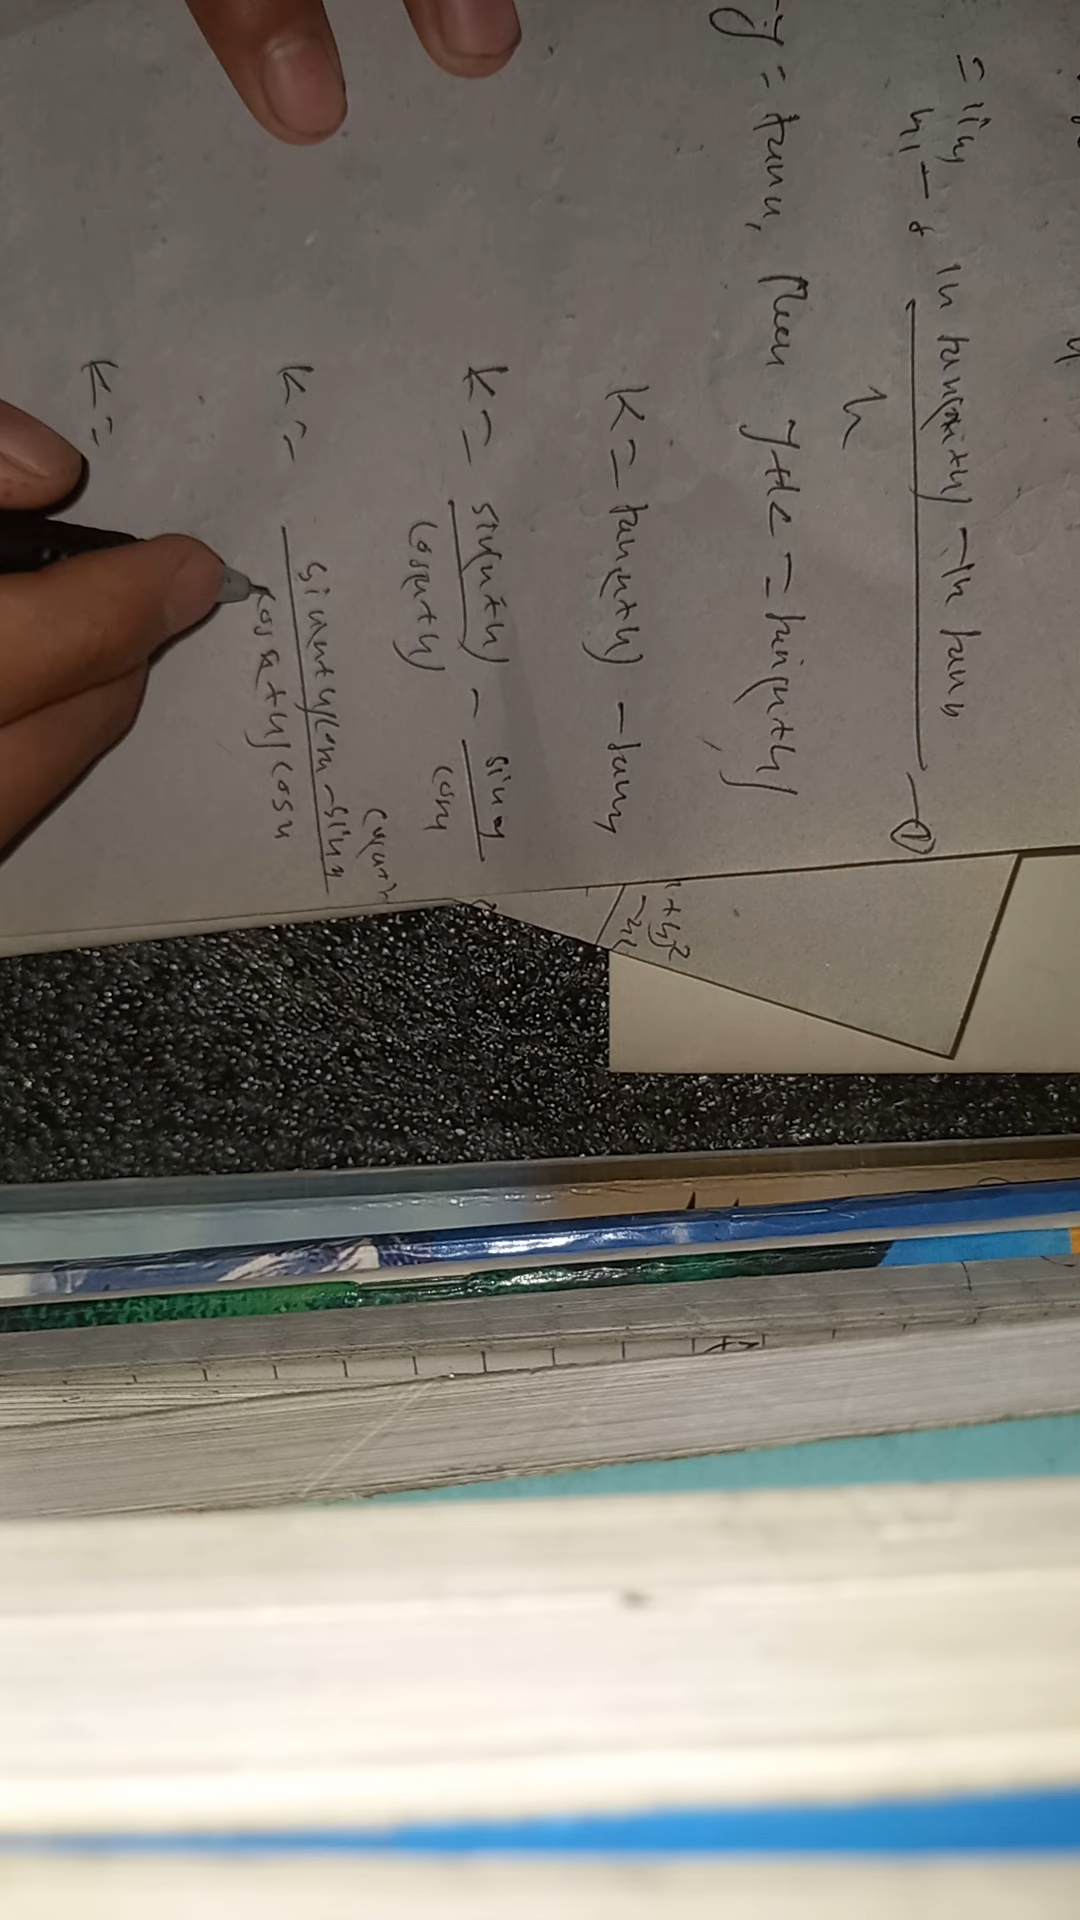 = lim h→0 ln tan(x+h) - ln tan x / h — ①
y = tan x, then y+k = tan(x+h)
k = tan(x+h) - tan x
k = sin(x+h) / cos(x+h) - sin x / cos x
k = sin(x+h) cos x - sin x cos(x+h) / cos(x+h) cos x
k =